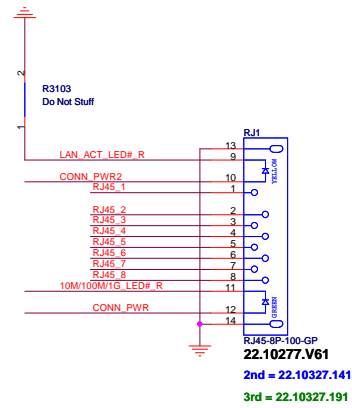 2
R3103
Do Not Stuff
1
RJ1
13
LAN_ACT_LED#_R
9
YELLOW
CONN_PWR2
10
RJ45_1
1
RJ45_2
2
RJ45_3
3
RJ45_4
4
RJ45_5
5
RJ45_6
6
RJ45_7
7
RJ45_8
8
10M/100M/1G_LED#_R
11
GREEN
CONN_PWR
12
14
RJ45-8P-100-GP
22.10277.V61
2nd = 22.10327.141
3rd = 22.10327.191